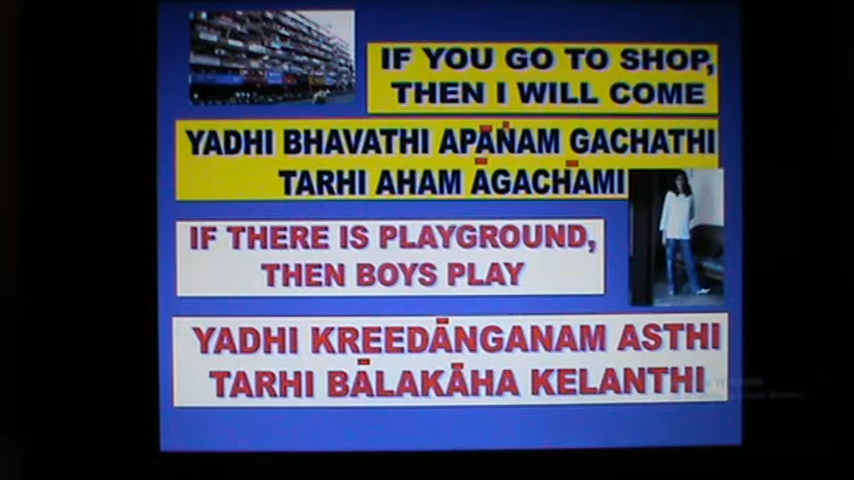 IF YOU GO TO SHOP,
THEN I WILL COME
YADHI BHAVATHI APĀṄAM GACHATHI
TARHI AHAM ĀGACHĀMI
IF THERE IS PLAYGROUND,
THEN BOYS PLAY
YADHI KREEDĀNGANAM ASTHI
TARHI BĀLAKĀHA KELANTHI